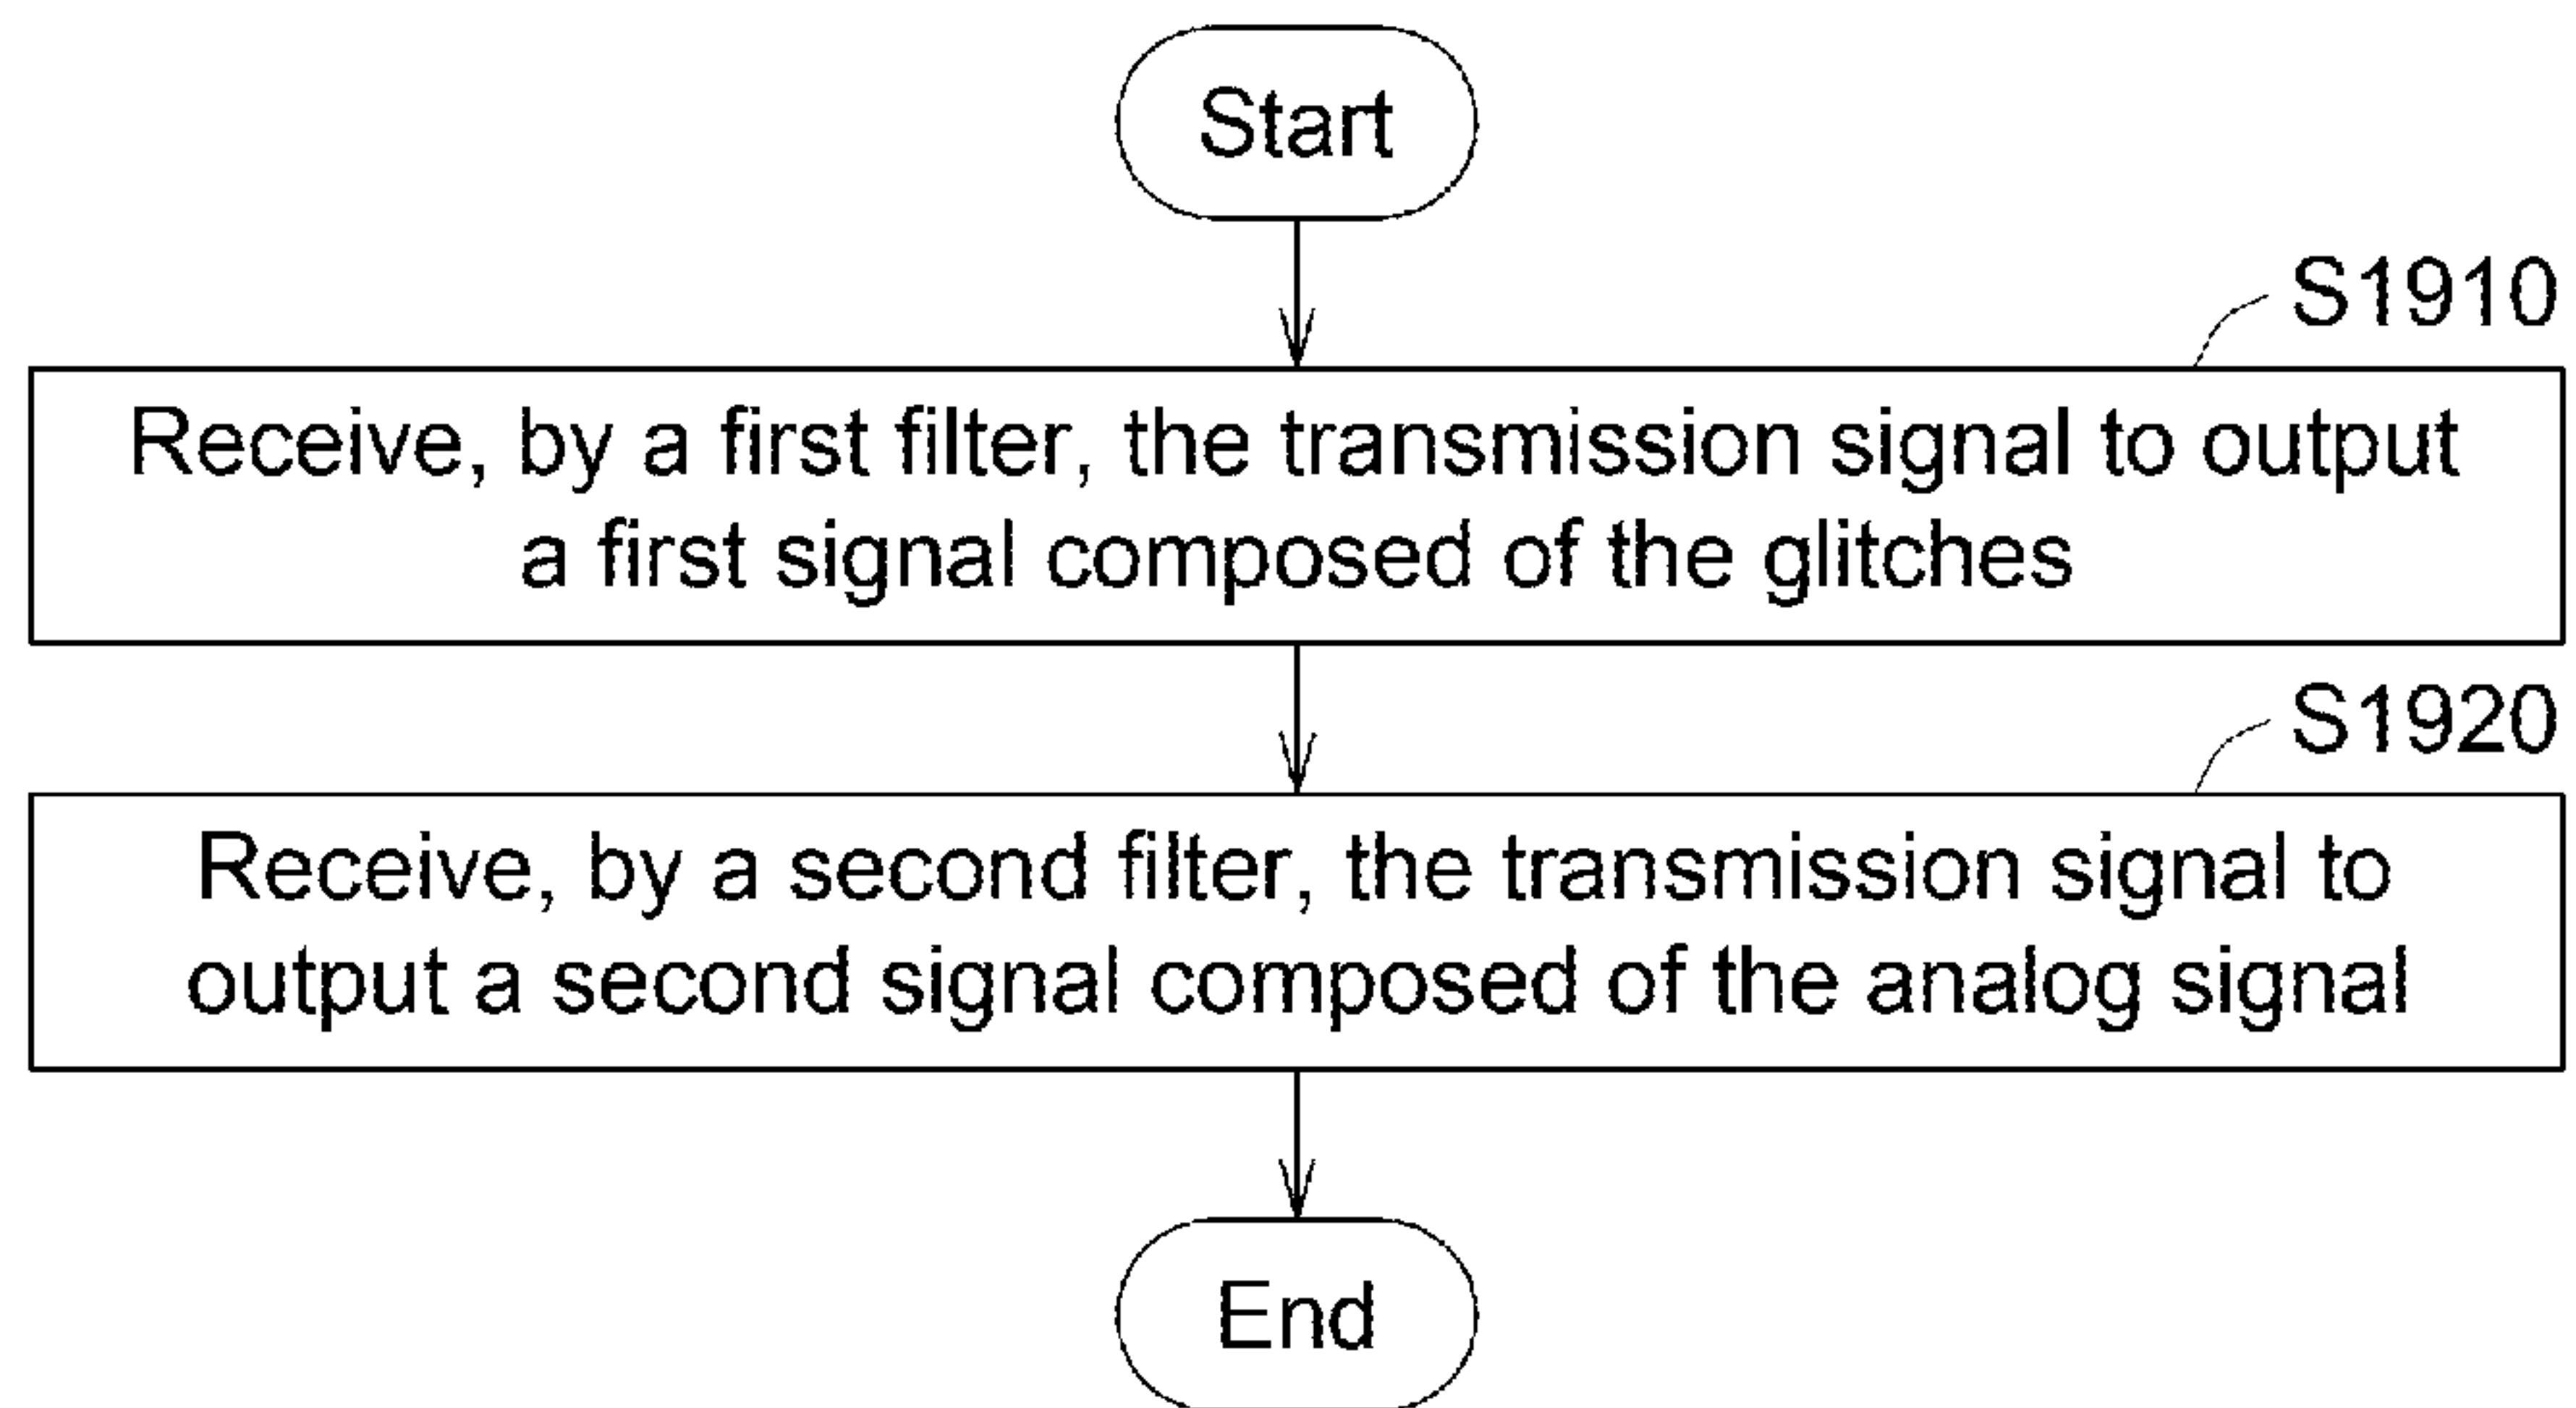 Start
S1910
Receive, by a first filter, the transmission signal to output
a first signal composed of the glitches
S1920
Receive, by a second filter, the transmission signal to
output a second signal composed of the analog signal
End